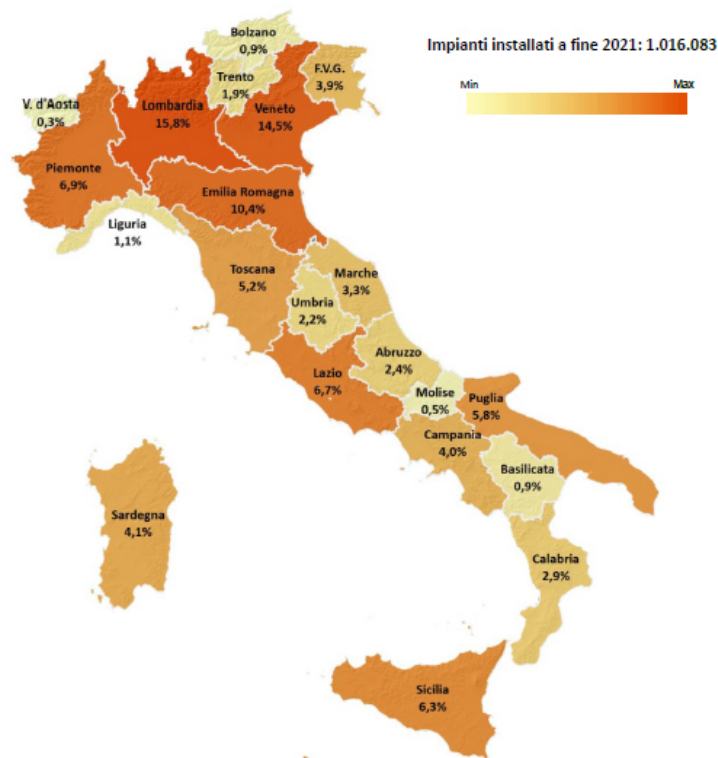 Impianti installati a fine 2021: 1.016.083
Min
Max
Bolzano
0,9%
Trento
1,9%
F.V.G.
3,9%
V. d'Aosta
0,3%
Lombardia
15,8%
Veneto
14,5%
Piemonte
6,9%
Emilia Romagna
10,4%
Liguria
1,1%
Toscana
5,2%
Marche
3,3%
Umbria
2,2%
Abruzzo
2,4%
Lazio
6,7%
Molise
0,5%
Puglia
5,8%
Campania
4,0%
Basilicata
0,9%
Sardegna
4,1%
Calabria
2,9%
Sicilia
6,3%